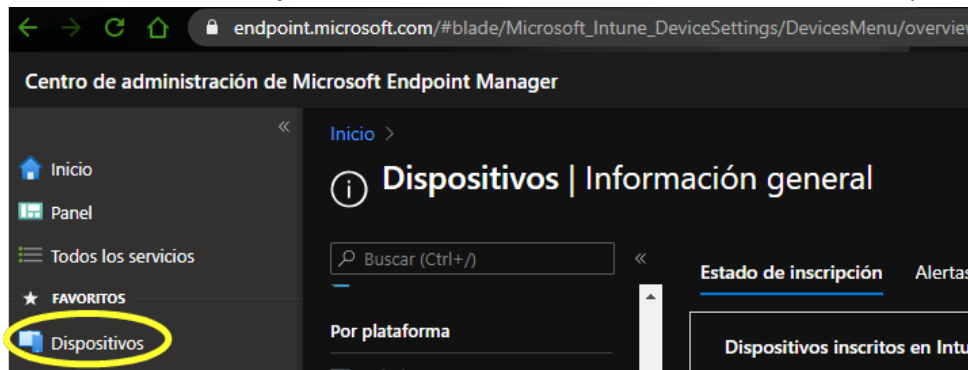 endpoint.microsoft.com/#blade/Microsoft_Intune_DeviceSettings/DevicesMenu/overview
Centro de administración de Microsoft Endpoint Manager
Inicio >
Dispositivos | Información general
Inicio
Panel
Todos los servicios
FAVORITOS
Dispositivos
Buscar (Ctrl+/)
Por plataforma
Estado de inscripción Alertas
Dispositivos inscritos en Intu